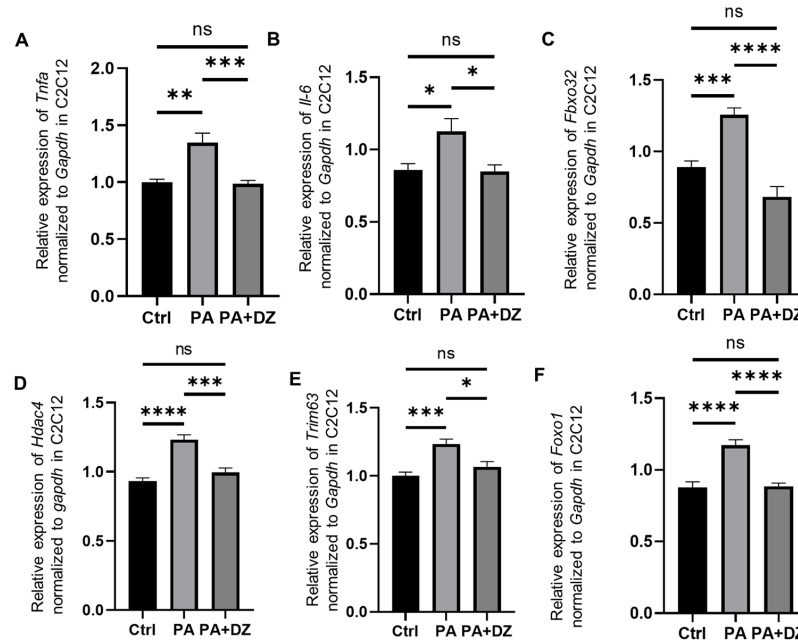 A
Relative expression of Tnfa
normalized to Gapdh in C2C12
2.0
1.5
1.0
0.5
0.0
ns
**
***
Ctrl PA PA+DZ
B
Relative expression of Il-6
normalized to Gapdh in C2C12
1.5
1.0
0.5
0.0
ns
*
*
Ctrl PA PA+DZ
C
Relative expression of Fbxo32
normalized to Gapdh in C2C12
1.5
1.0
0.5
0.0
ns
***
****
Ctrl PA PA+DZ
D
Relative expression of Hdac4
normalized to gapdh in C2C12
1.5
1.0
0.5
0.0
ns
****
***
Ctrl PA PA+DZ
E
Relative expression of Trim63
normalized to Gapdh in C2C12
1.5
1.0
0.5
0.0
ns
***
*
Ctrl PA PA+DZ
F
Relative expression of Foxo1
normalized to Gapdh in C2C12
1.5
1.0
0.5
0.0
ns
****
****
Ctrl PA PA+DZ